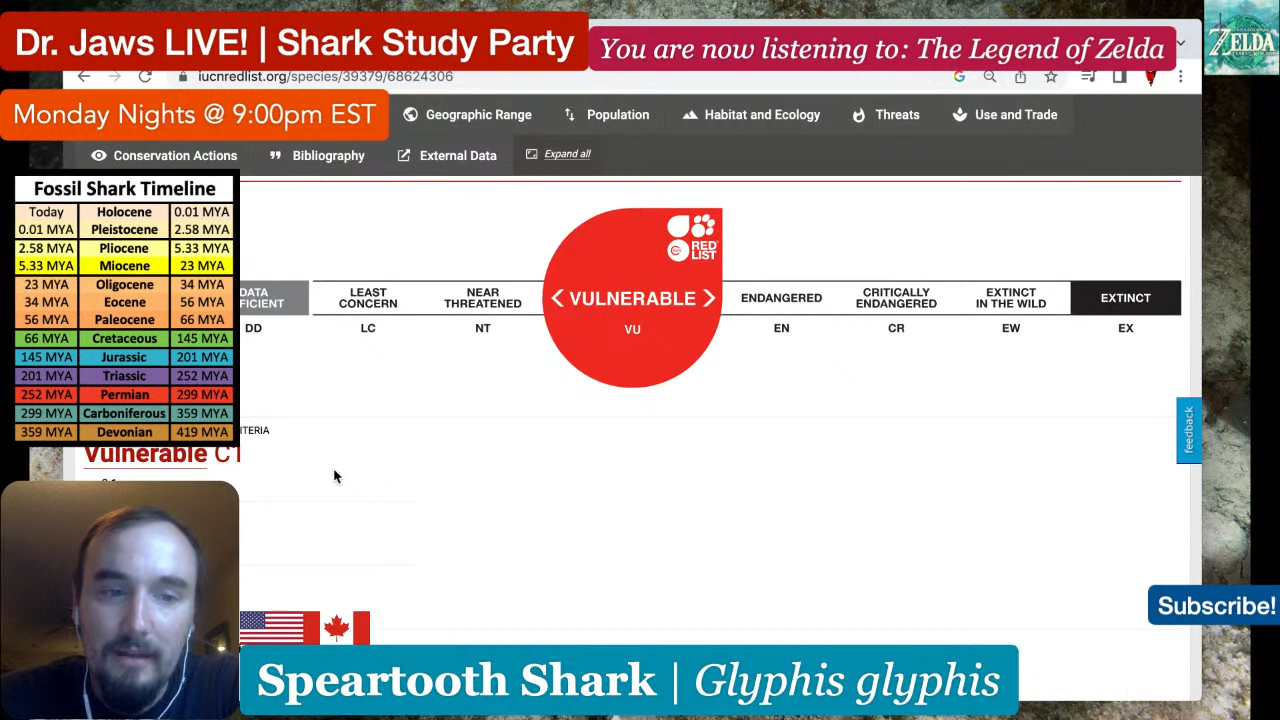 Dr. Jaws LIVE! | Shark Study Party
You are now listening to: The Legend of Zelda
ZELDA
iucnredlist.org/species/39379/68624306
Monday Nights @ 9:00pm EST
Geographic Range
Population
Habitat and Ecology
Threats
Use and Trade
Conservation Actions
Bibliography
External Data
Expand all
Fossil Shark Timeline
Today Holocene 0.01 MYA
0.01 MYA Pleistocene 2.58 MYA
2.58 MYA Pliocene 5.33 MYA
5.33 MYA Miocene 23 MYA
23 MYA Oligocene 34 MYA
34 MYA Eocene 56 MYA
56 MYA Paleocene 66 MYA
66 MYA Cretaceous 145 MYA
145 MYA Jurassic 201 MYA
201 MYA Triassic 252 MYA
252 MYA Permian 299 MYA
299 MYA Carboniferous 359 MYA
359 MYA Devonian 419 MYA
RED
LIST
DATA
FICIENT
DD
LEAST
CONCERN
LC
NEAR
THREATENED
NT
< VULNERABLE >
VU
ENDANGERED
EN
CRITICALLY
ENDANGERED
CR
EXTINCT
IN THE WILD
EW
EXTINCT
EX
ITERIA
Vulnerable C1
feedback
Subscribe!
Speartooth Shark | Glyphis glyphis